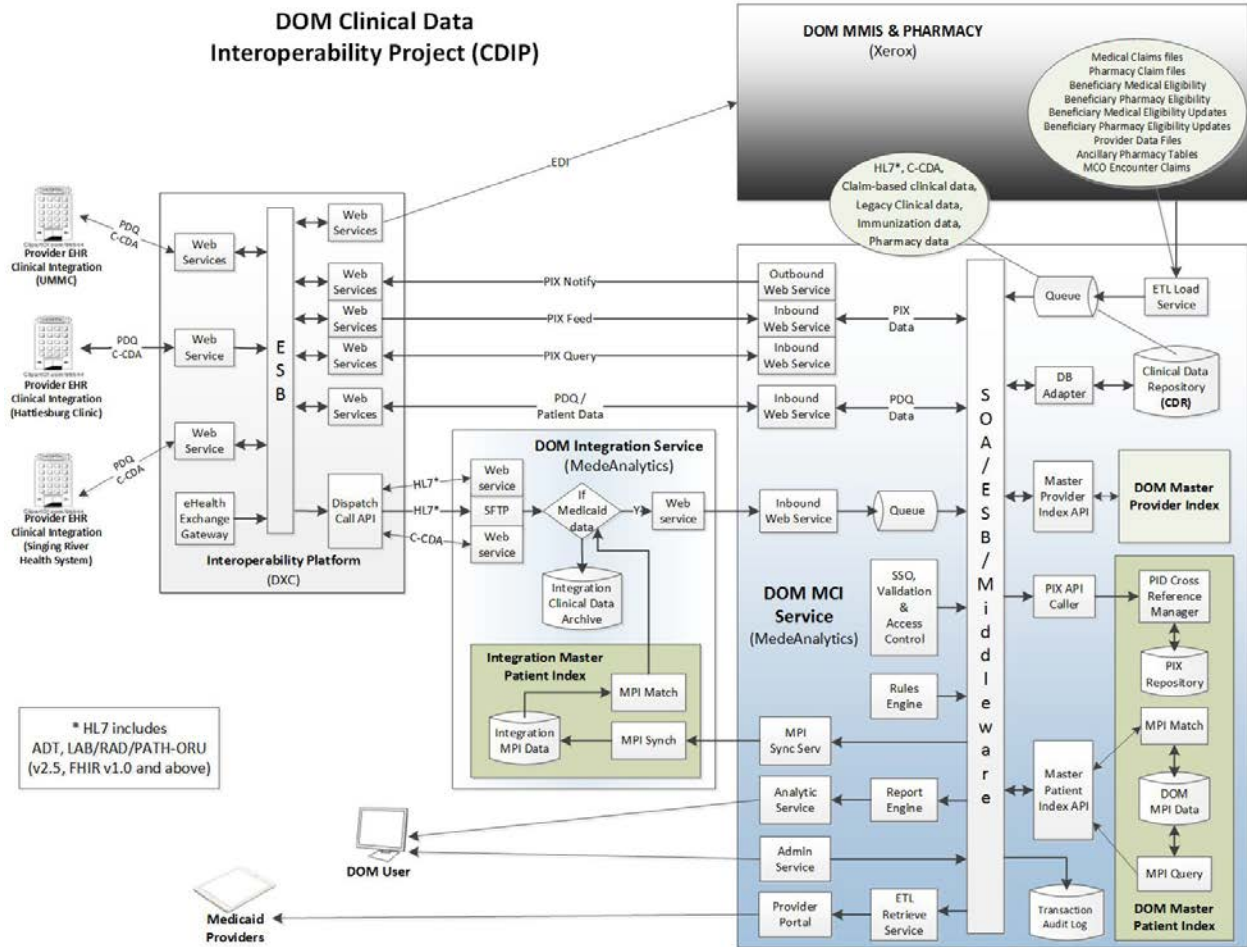 DOM Clinical Data
Interoperability Project (CDIP)
DOM MMIS & PHARMACY
(Xerox)
Medical Claims files
Pharmacy Claim files
Beneficiary Medical Eligibility
Beneficiary Pharmacy Eligibility
Beneficiary Medical Eligibility Updates
Beneficiary Pharmacy Eligibility Updates
Provider Data Files
Ancillary Pharmacy Tables
MCO Encounter Claims
HL7*, C-CDA,
Claim-based clinical data,
Legacy Clinical data,
Immunization data,
Pharmacy data
EDI
Provider EHR
Clinical Integration
(UMMC)
PDQ
C-CDA
Web
Services
Provider EHR
Clinical Integration
(Hattiesburg Clinic)
PDQ
C-CDA
Web
Service
Provider EHR
Clinical Integration
(Singing River
Health System)
PDQ
C-CDA
Web
Service
eHealth
Exchange
Gateway
ESB
Web
Services
Web
Services
Web
Services
Web
Services
Web
Services
Dispatch
Call API
Interoperability Platform
(DXC)
PIX Notify
PIX Feed
PIX Query
PDQ /
Patient Data
HL7*
HL7*
C-CDA
DOM Integration Service
(MedeAnalytics)
Web
service
SFTP
Web
service
If
Medicaid
data
Y
Web
service
Integration
Clinical Data
Archive
Integration Master
Patient Index
MPI Match
Integration
MPI Data
MPI Synch
Outbound
Web Service
Inbound
Web Service
Inbound
Web Service
Inbound
Web Service
PIX
Data
PDQ
Data
Inbound
Web Service
Queue
SSO,
Validation
&
Access
Control
DOM MCI
Service
(MedeAnalytics)
Rules
Engine
MPI
Sync Serv
Analytic
Service
Report
Engine
Admin
Service
Provider
Portal
ETL
Retrieve
Service
SOA/ESB/Middleware
Queue
ETL Load
Service
DB
Adapter
Clinical Data
Repository
(CDR)
Master
Provider
Index API
DOM Master
Provider Index
PIX API
Caller
PID Cross
Reference
Manager
PIX
Repository
MPI Match
Master
Patient
Index API
DOM
MPI Data
MPI Query
Transaction
Audit Log
DOM Master
Patient Index
* HL7 includes
ADT, LAB/RAD/PATH-ORU
(v2.5, FHIR v1.0 and above)
DOM User
Medicaid
Providers